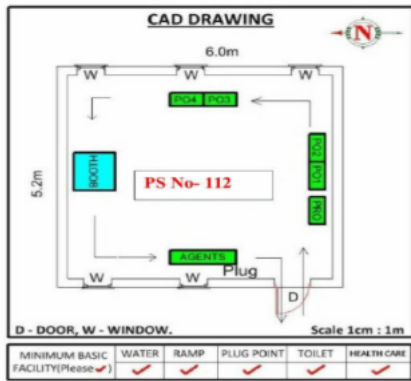 CAD DRAWING
N
6.0m
W W W
PO4 PO3
5.2m
BOOTH
PS No- 112
PO2
PO1
PRO
AGENTS
Plug
W W
D
D - DOOR, W - WINDOW. Scale 1cm : 1m
MINIMUM BASIC FACILITY(Please✔) WATER RAMP PLUG POINT TOILET HEALTH CARE
✔ ✔ ✔ ✔ ✔